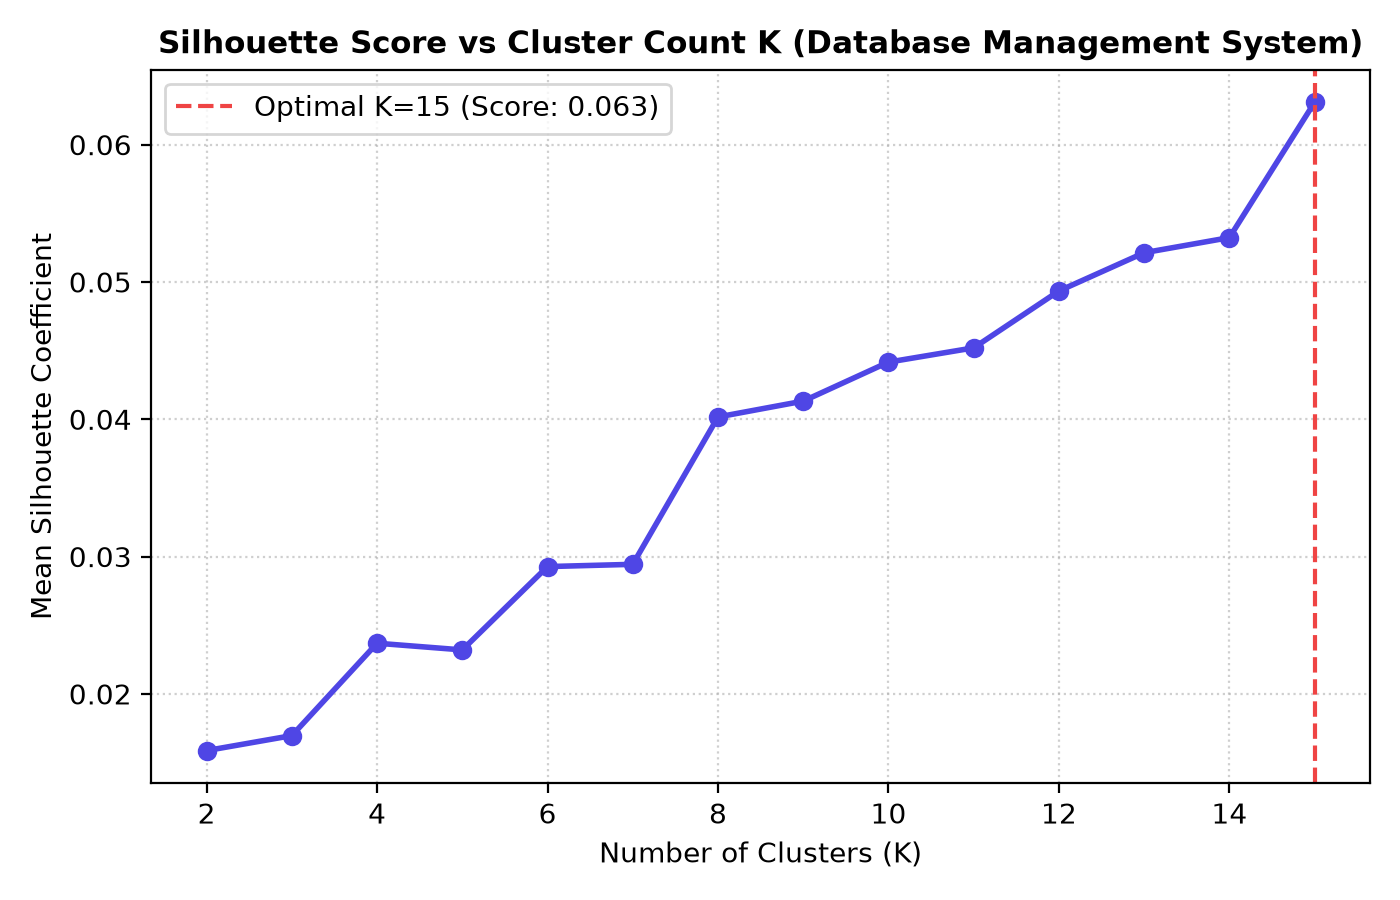 Silhouette Score vs Cluster Count K (Database Management System)
Optimal K=15 (Score: 0.063)
Mean Silhouette Coefficient
0.06
0.05
0.04
0.03
0.02
2 4 6 8 10 12 14
Number of Clusters (K)